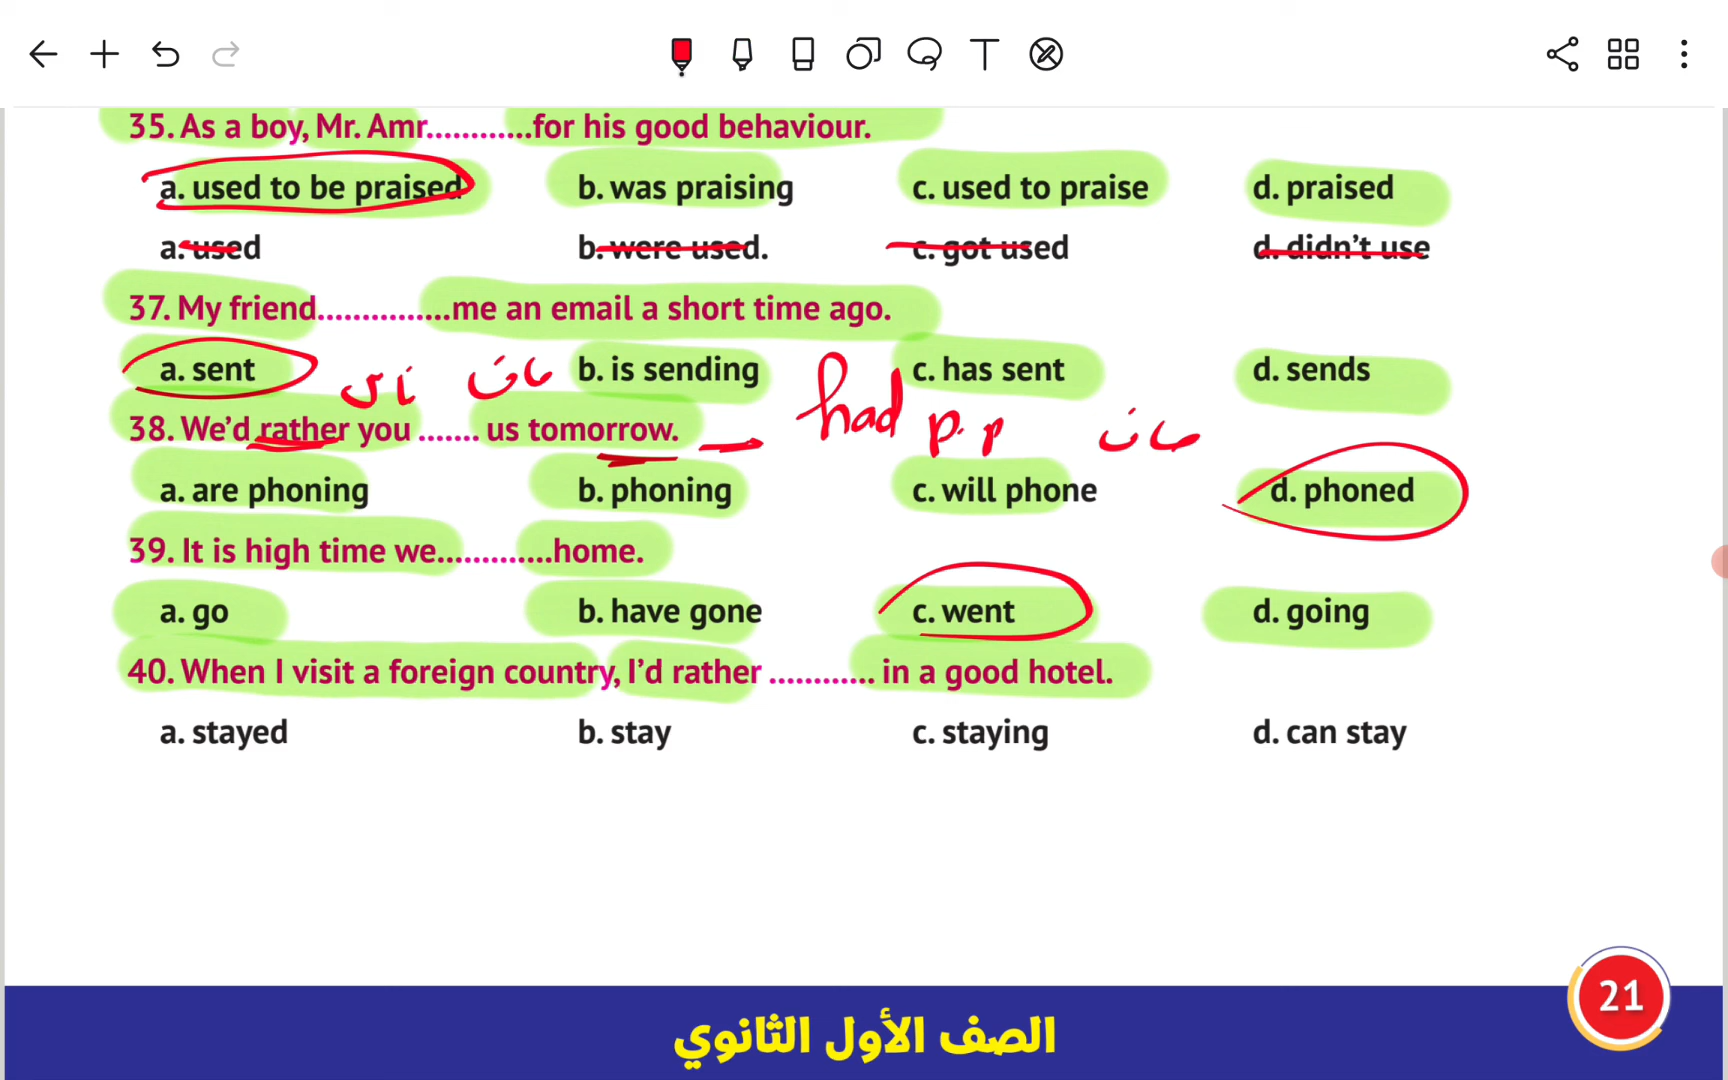 35. As a boy, Mr. Amr............for his good behaviour.
a. used to be praised b. was praising c. used to praise d. praised
a. used b. were used. c. got used d. didn't use
37. My friend...............me an email a short time ago.
a. sent b. is sending c. has sent d. sends
had p.p
38. We'd rather you ....... us tomorrow.
a. are phoning b. phoning c. will phone d. phoned
39. It is high time we.............home.
a. go b. have gone c. went d. going
40. When I visit a foreign country, I'd rather ............ in a good hotel.
a. stayed b. stay c. staying d. can stay
21
الصف الأول الثانوي